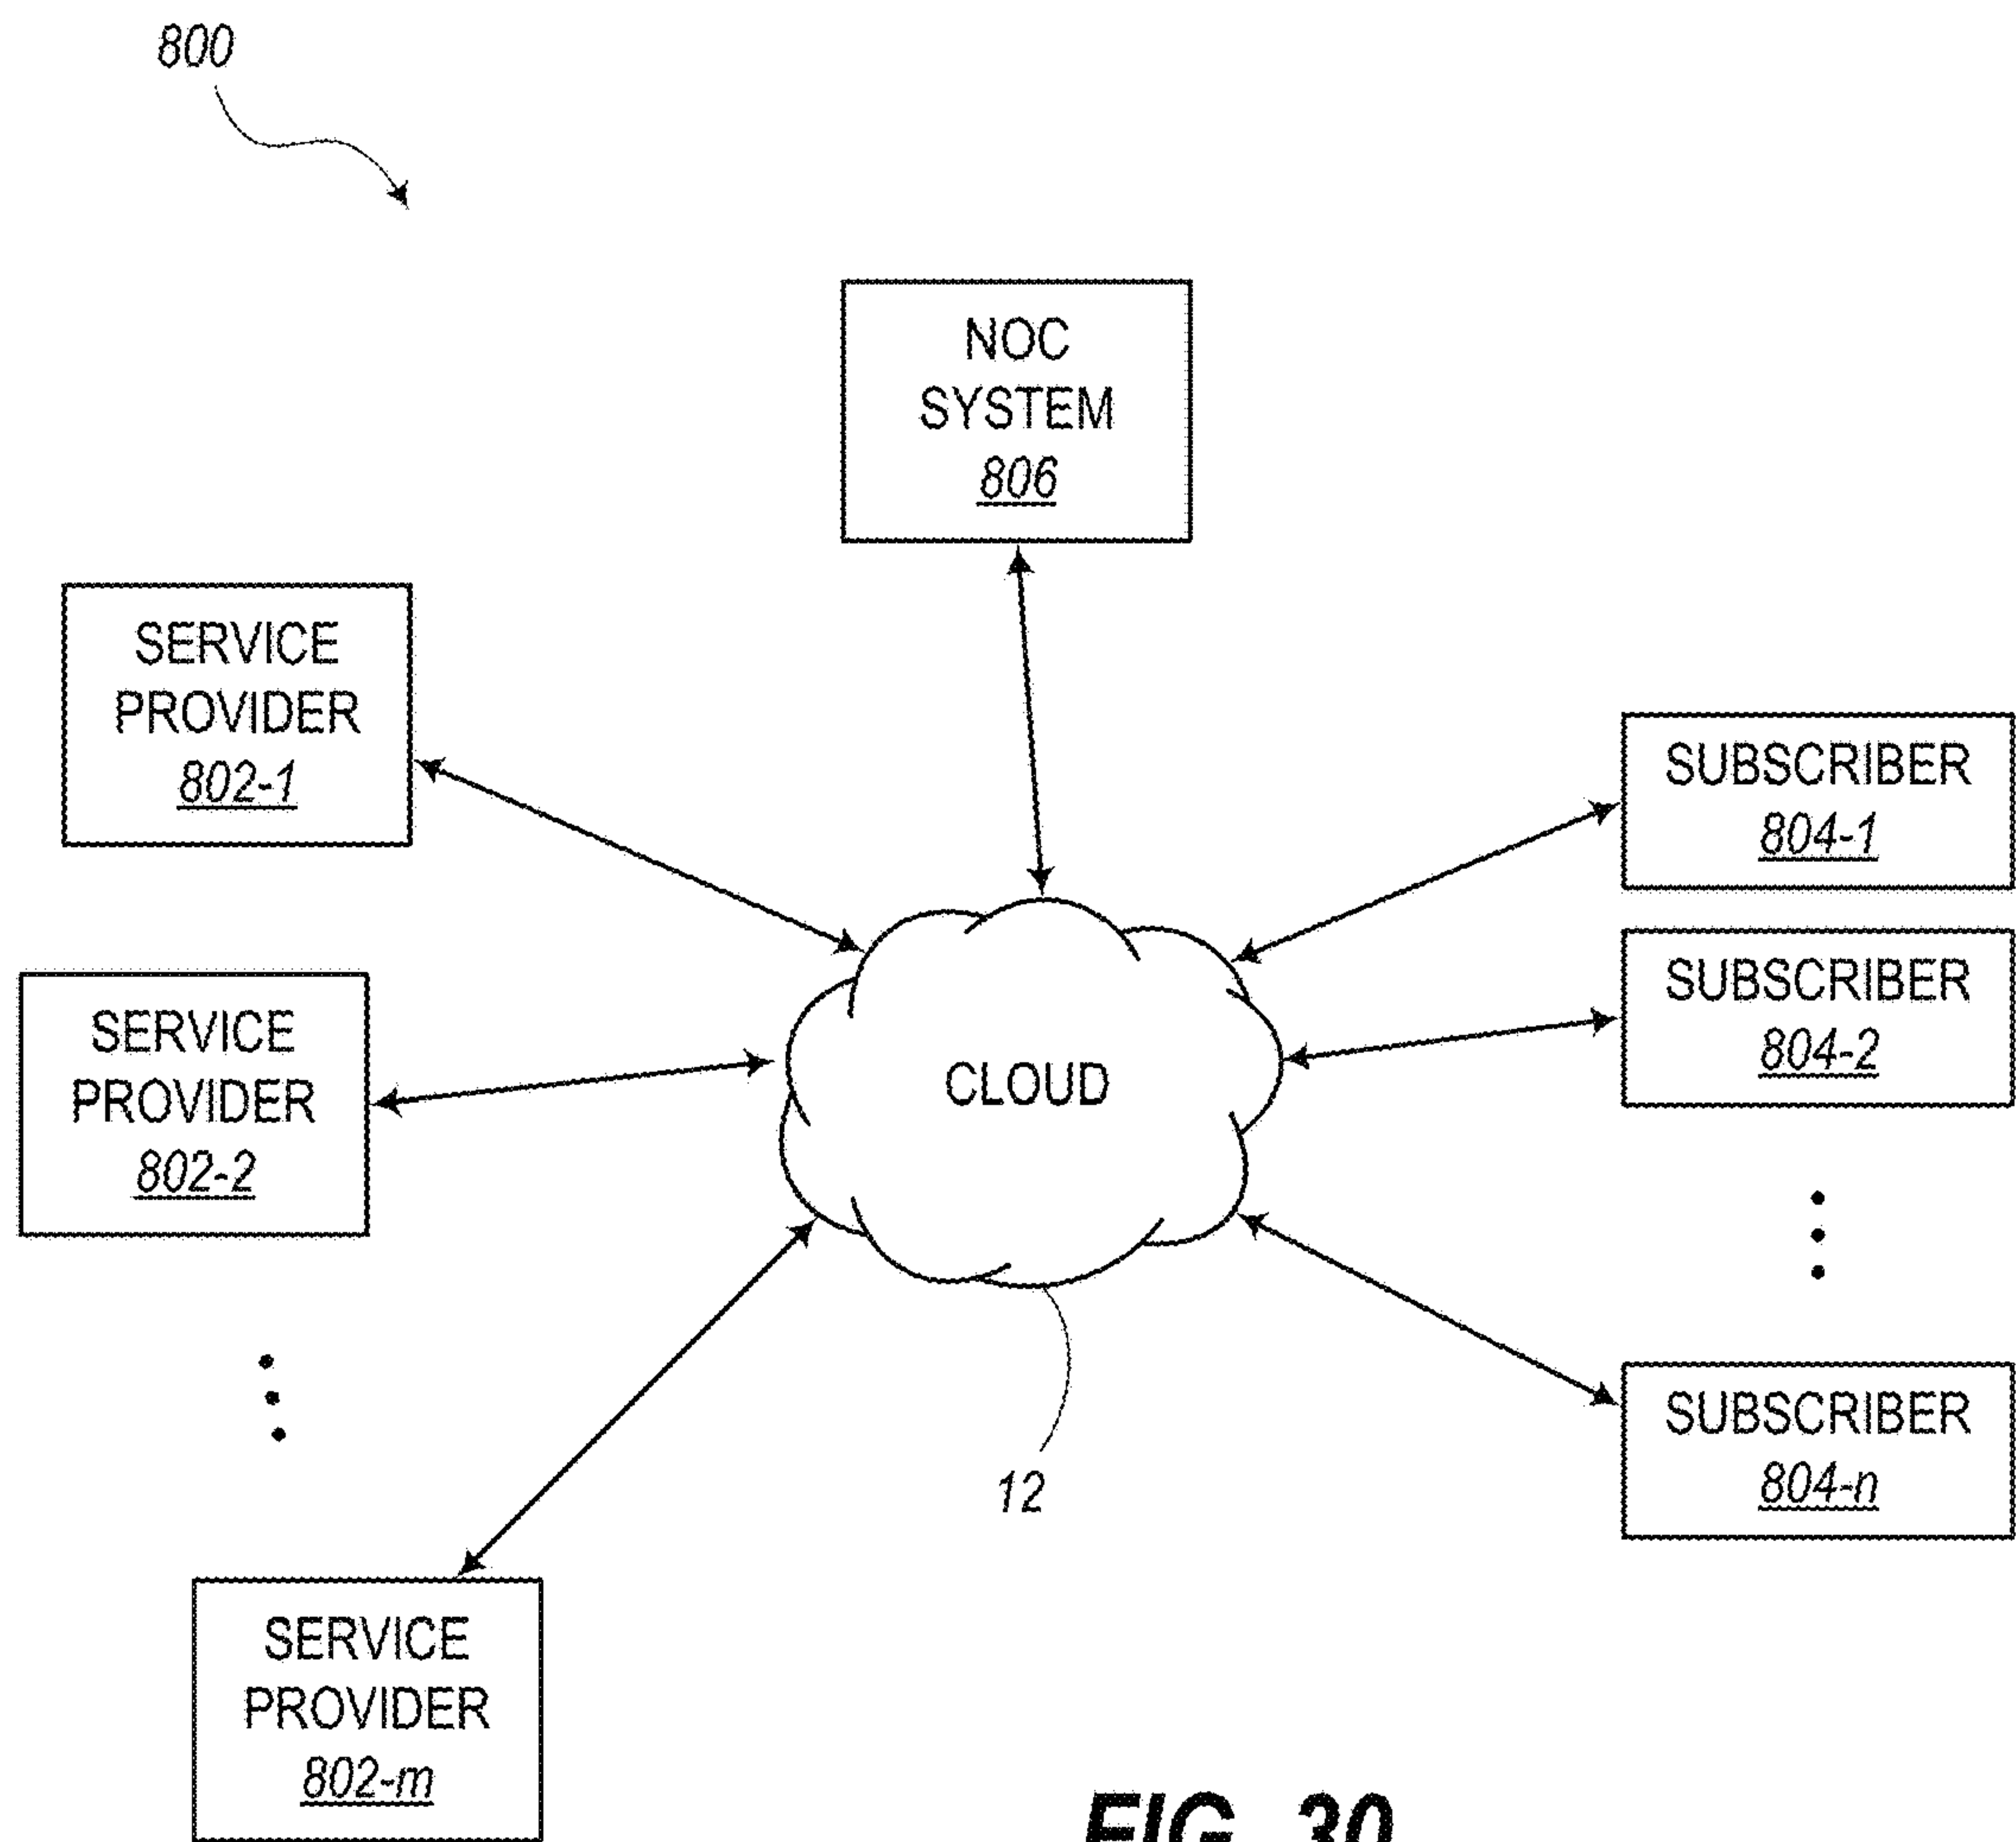 800
NOC
SYSTEM
806
SERVICE
PROVIDER
802-1
SUBSCRIBER
804-1
SERVICE
PROVIDER
802-2
CLOUD
SUBSCRIBER
804-2
12
SUBSCRIBER
804-n
SERVICE
PROVIDER
802-m
FIG. 30